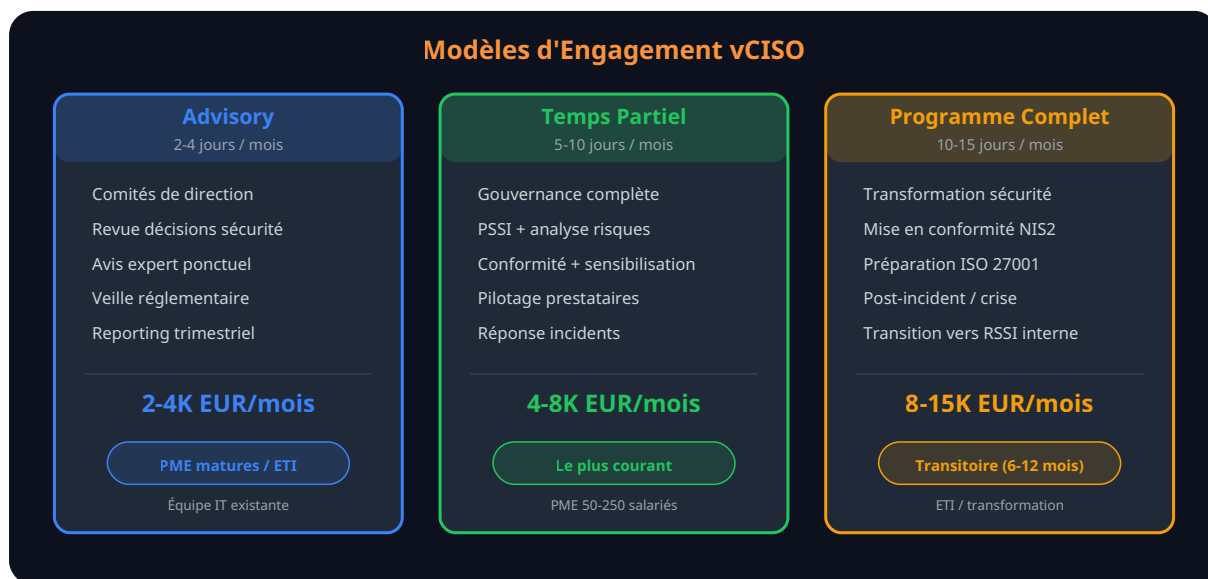 Modèles d'Engagement vCISO
Advisory
2-4 jours / mois
Comités de direction
Revue décisions sécurité
Avis expert ponctuel
Veille réglementaire
Reporting trimestriel
2-4K EUR/mois
PME matures / ETI
Équipe IT existante
Temps Partiel
5-10 jours / mois
Gouvernance complète
PSSI + analyse risques
Conformité + sensibilisation
Pilotage prestataires
Réponse incidents
4-8K EUR/mois
Le plus courant
PME 50-250 salariés
Programme Complet
10-15 jours / mois
Transformation sécurité
Mise en conformité NIS2
Préparation ISO 27001
Post-incident / crise
Transition vers RSSI interne
8-15K EUR/mois
Transitoire (6-12 mois)
ETI / transformation